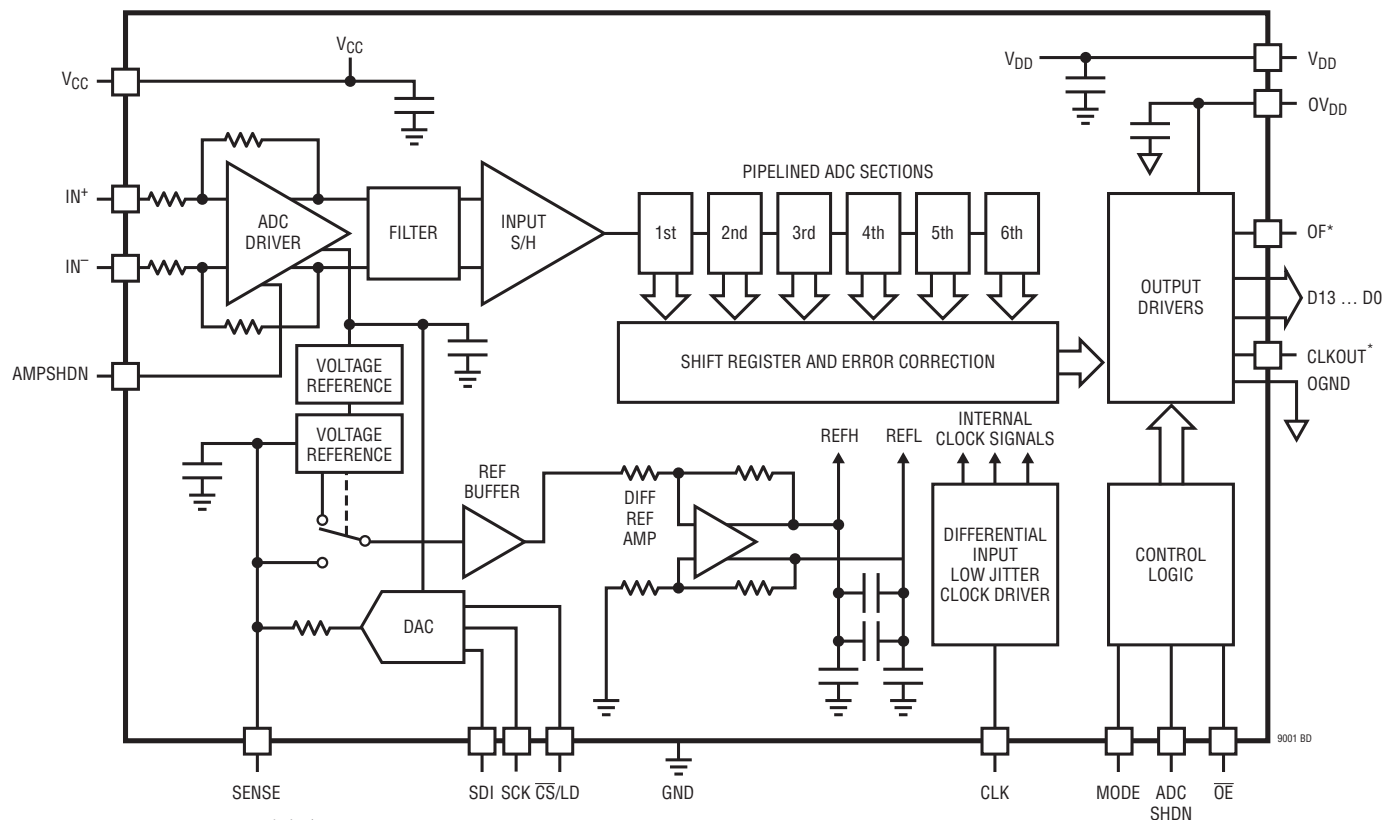 VCC
VCC
VDD
VDD
OVDD
PIPELINED ADC SECTIONS
IN+
ADC
DRIVER
FILTER
INPUT
S/H
1st
2nd
3rd
4th
5th
6th
OF*
IN−
OUTPUT
DRIVERS
D13 ... D0
SHIFT REGISTER AND ERROR CORRECTION
CLKOUT*
OGND
AMPSHDN
VOLTAGE
REFERENCE
VOLTAGE
REFERENCE
REF
BUFFER
DIFF
REF
AMP
REFH
REFL
INTERNAL
CLOCK SIGNALS
DIFFERENTIAL
INPUT
LOW JITTER
CLOCK DRIVER
CONTROL
LOGIC
DAC
9001 BD
SENSE
SDI
SCK
C̅S̅/LD
GND
CLK
MODE
ADC
SHDN
O̅E̅